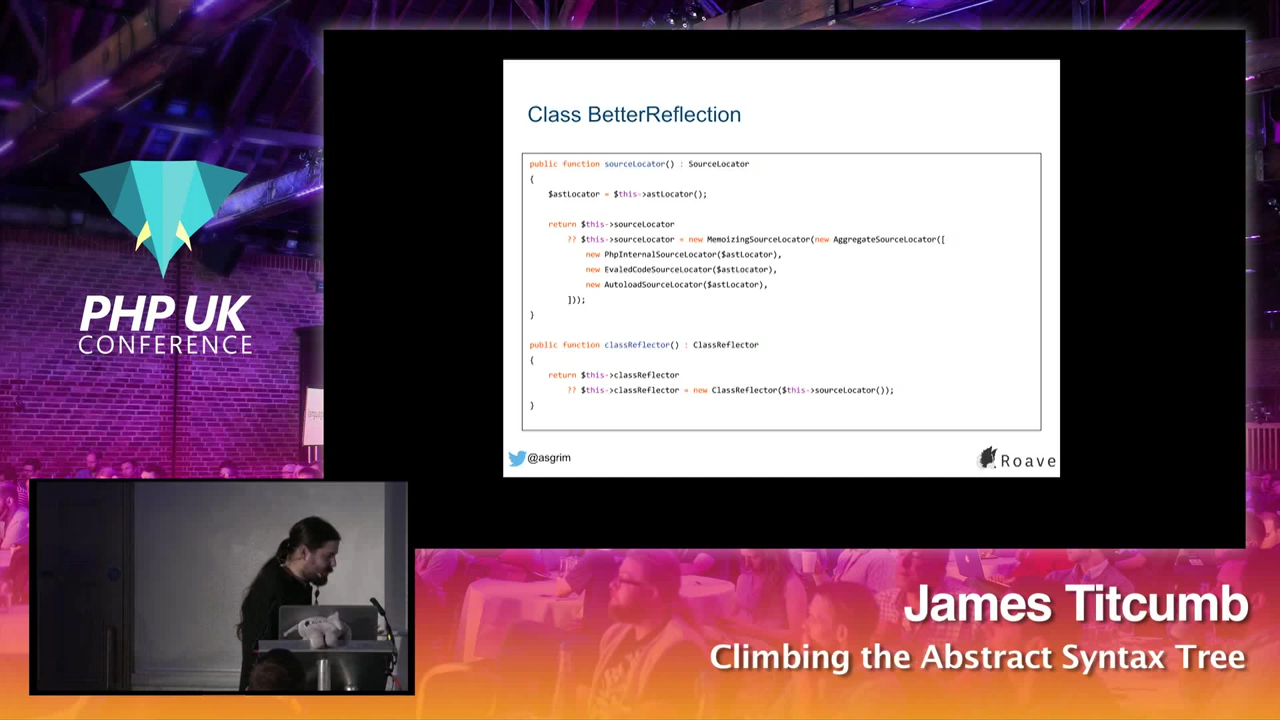 Class BetterReflection
public function sourceLocator() : SourceLocator
{
$astLocator = $this->astLocator();
return $this->sourceLocator
?? $this->sourceLocator = new MemoizingSourceLocator(new AggregateSourceLocator([
new PhpInternalSourceLocator($astLocator),
new EvaledCodeSourceLocator($astLocator),
new AutoloadSourceLocator($astLocator),
]));
}
public function classReflector() : ClassReflector
{
return $this->classReflector
?? $this->classReflector = new ClassReflector($this->sourceLocator());
}
@asgrim
Roave
PHP UK
CONFERENCE
James Titcumb
Climbing the Abstract Syntax Tree